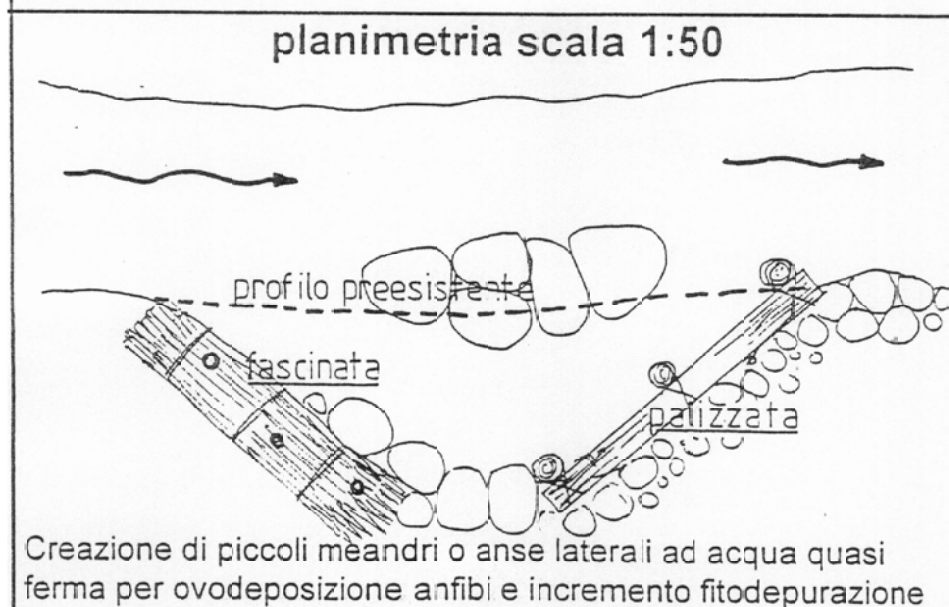 planimetria scala 1:50
profilo preesistente
fascinata
palizzata
Creazione di piccoli meandri o anse laterali ad acqua quasi
ferma per ovodeposizione anfibi e incremento fitodepurazione